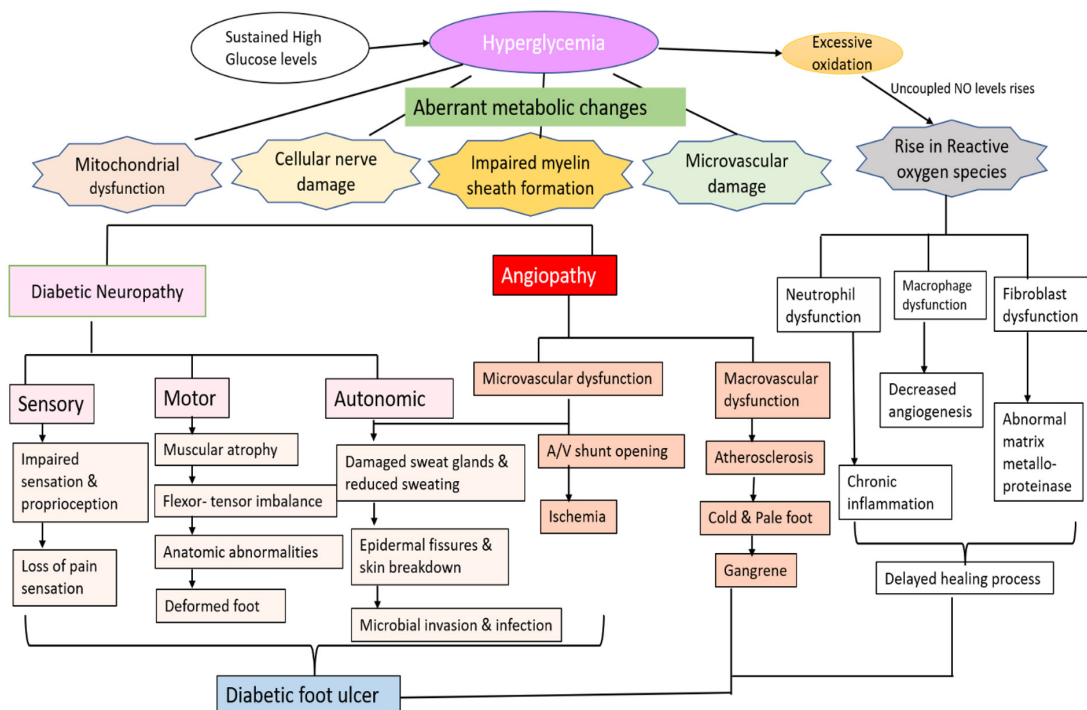 Sustained High
Glucose levels
Hyperglycemia
Excessive
oxidation
Uncoupled NO levels rises
Aberrant metabolic changes
Mitochondrial
dysfunction
Cellular nerve
damage
Impaired myelin
sheath formation
Microvascular
damage
Rise in Reactive
oxygen species
Diabetic Neuropathy
Angiopathy
Neutrophil
dysfunction
Macrophage
dysfunction
Fibroblast
dysfunction
Sensory
Motor
Autonomic
Microvascular dysfunction
Macrovascular
dysfunction
Decreased
angiogenesis
Impaired
sensation &
proprioception
Muscular atrophy
Flexor- tensor imbalance
Damaged sweat glands &
reduced sweating
A/V shunt opening
Atherosclerosis
Chronic
inflammation
Abnormal
matrix
metallo-
proteinase
Loss of pain
sensation
Anatomic abnormalities
Deformed foot
Epidermal fissures &
skin breakdown
Microbial invasion & infection
Ischemia
Cold & Pale foot
Gangrene
Delayed healing process
Diabetic foot ulcer